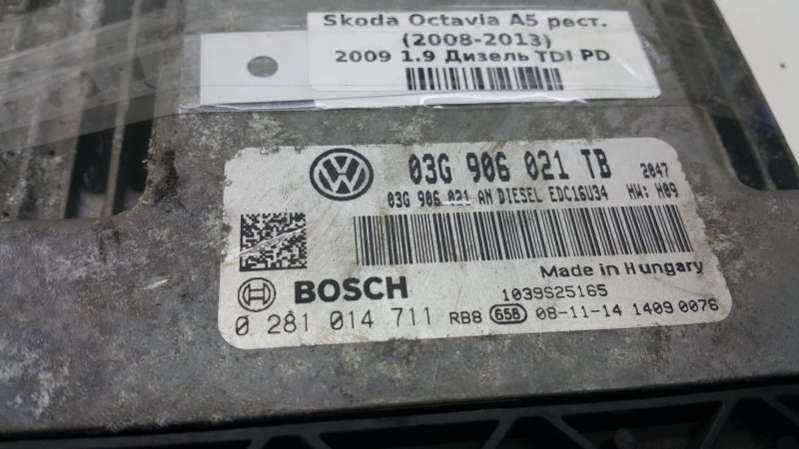 Skoda Octavia A5 рест.
(2008-2013)
2009 1.9 Дизель TDI PD
03G 906 021 TB 2047
03G 906 021 AM DIESEL EDC16U34 HW: H09
Made in Hungary
BOSCH 1039S25165
0 281 014 711 RB8 658 08-11-14 1409 0076